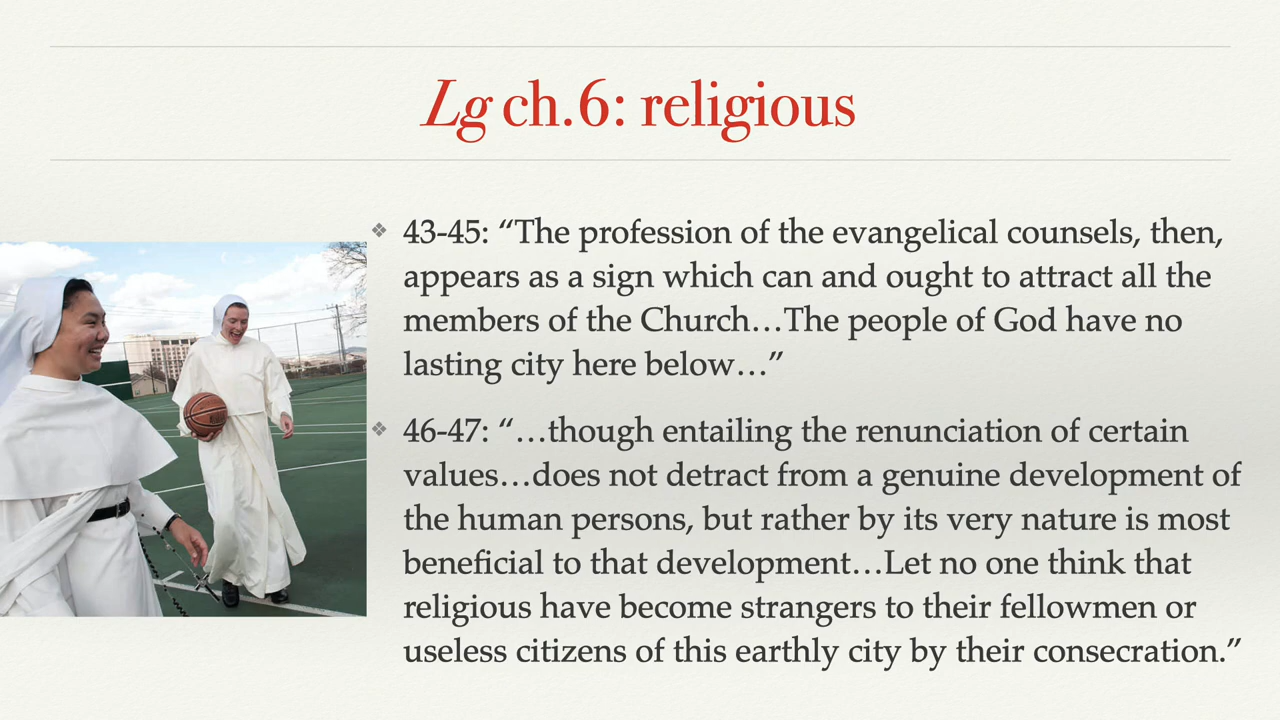 Lg ch.6: religious
43-45: “The profession of the evangelical counsels, then,
appears as a sign which can and ought to attract all the
members of the Church…The people of God have no
lasting city here below…”
46-47: “…though entailing the renunciation of certain
values…does not detract from a genuine development of
the human persons, but rather by its very nature is most
beneficial to that development…Let no one think that
religious have become strangers to their fellowmen or
useless citizens of this earthly city by their consecration.”